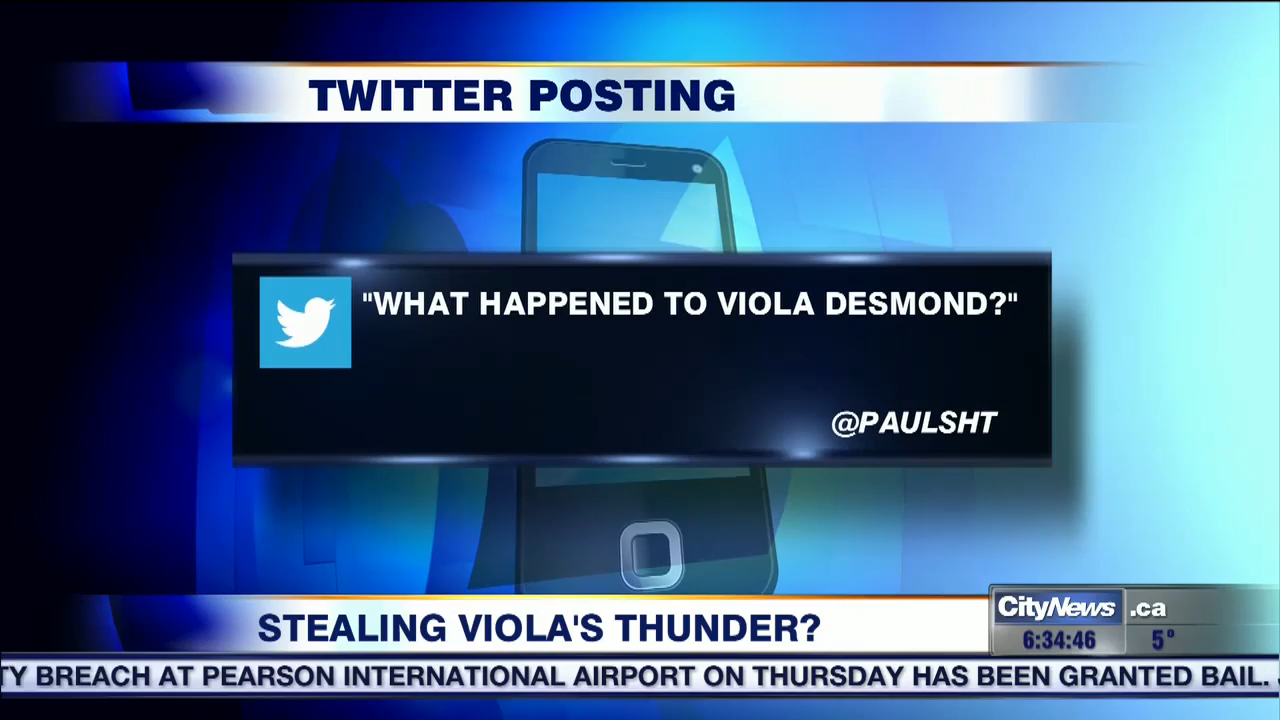 TWITTER POSTING
"WHAT HAPPENED TO VIOLA DESMOND?"
@PAULSHT
STEALING VIOLA'S THUNDER?
CityNews .ca
6:34:46 5°
TY BREACH AT PEARSON INTERNATIONAL AIRPORT ON THURSDAY HAS BEEN GRANTED BAIL.